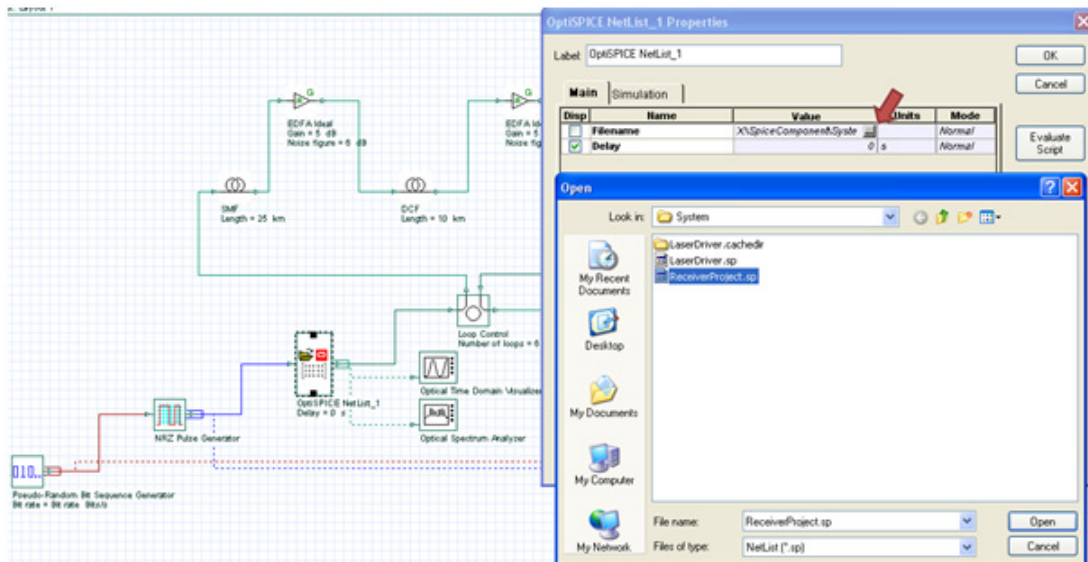 OptiSPICE NetList_1 Properties
Label: OptiSPICE NetList_1
OK
Cancel
Evaluate Script
Main
Simulation
Disp Name Value Units Mode
Filename X\SpiceComponent\Syste Normal
Delay 0 s Normal
Open
Look in: System
My Recent Documents
Desktop
My Documents
My Computer
My Network
LaserDriver.cachedir
LaserDriver.sp
ReceiverProject.sp
File name: ReceiverProject.sp
Open
Files of type: NetList (*.sp)
Cancel
G
EDFA Ideal
Gain = 5 dB
Noise figure = 6 dB
G
EDFA Ideal
Gain = 5
Noise fig
SMF
Length = 25 km
DCF
Length = 10 km
Loop Control
Number of loops = 6
OptiSPICE NetList_1
Delay = 0 s
Optical Time Domain Visualizer
Optical Spectrum Analyzer
NRZ Pulse Generator
010..
Pseudo-Random Bit Sequence Generator
Bit rate = Bit rate Bits/s